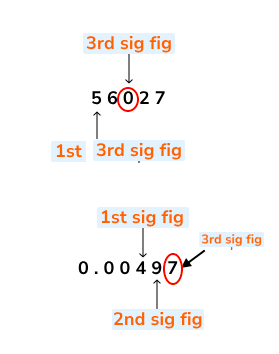 3rd sig fig
56027
1st 3rd sig fig
1st sig fig
3rd sig fig
0.00497
2nd sig fig